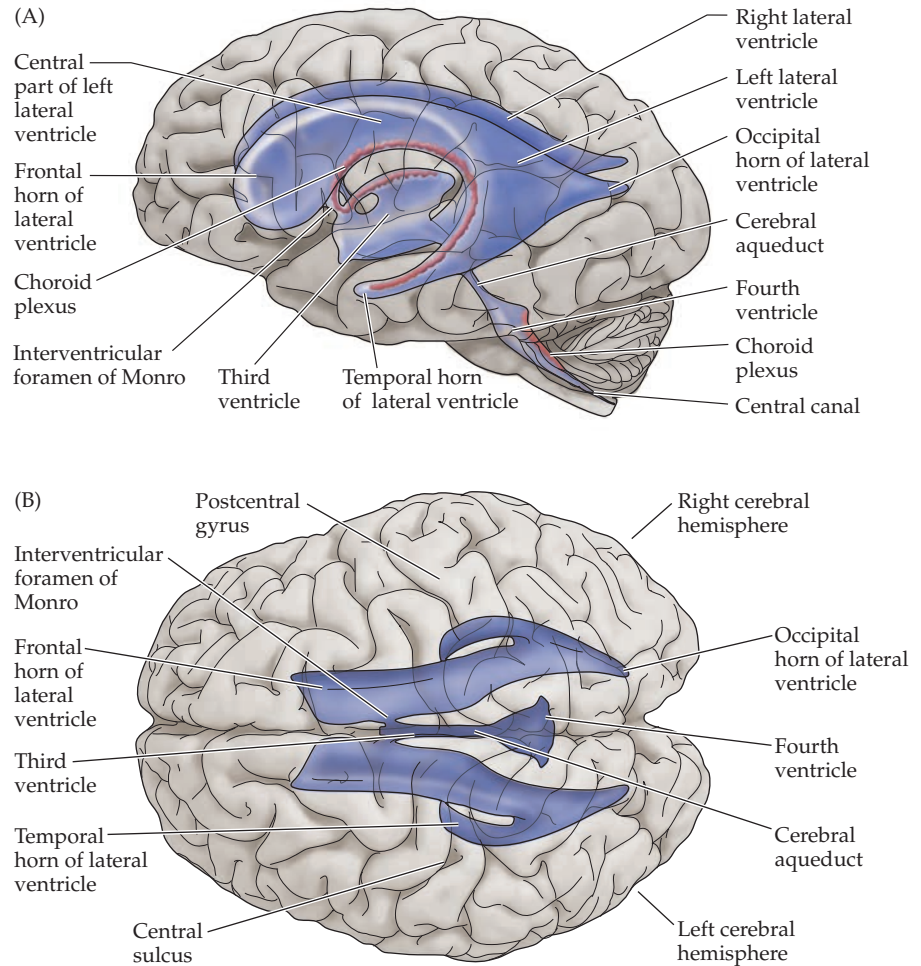 (A)
Central
part of left
lateral
ventricle
Frontal
horn of
lateral
ventricle
Choroid
plexus
Interventricular
foramen of Monro
Third
ventricle
Temporal horn
of lateral ventricle
Right lateral
ventricle
Left lateral
ventricle
Occipital
horn of lateral
ventricle
Cerebral
aqueduct
Fourth
ventricle
Choroid
plexus
Central canal
(B)
Postcentral
gyrus
Interventricular
foramen of
Monro
Frontal
horn of
lateral
ventricle
Third
ventricle
Temporal
horn of lateral
ventricle
Central
sulcus
Right cerebral
hemisphere
Occipital
horn of lateral
ventricle
Fourth
ventricle
Cerebral
aqueduct
Left cerebral
hemisphere